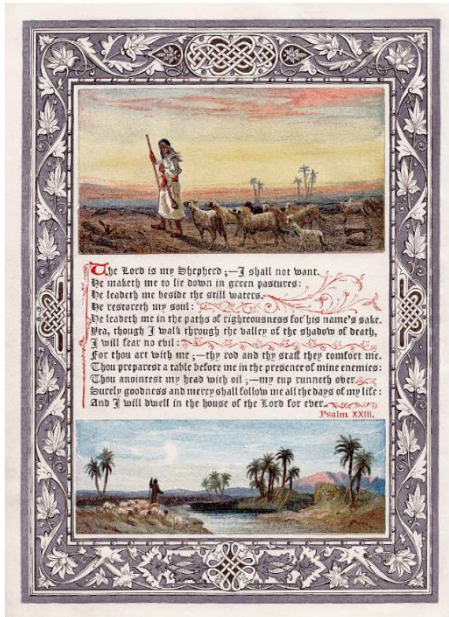 The Lord is my Shepherd;—I shall not want.
He maketh me to lie down in green pastures:
He leadeth me beside the still waters.
He restoreth my soul:
He leadeth me in the paths of righteousness for his name's sake.
Yea, though I walk through the valley of the shadow of death,
I will fear no evil:
For thou art with me;—thy rod and thy staff they comfort me.
Thou preparest a table before me in the presence of mine enemies:
Thou anointest my head with oil;—my cup runneth over.
Surely goodness and mercy shall follow me all the days of my life:
And I will dwell in the house of the Lord for ever.
Psalm XXIII.